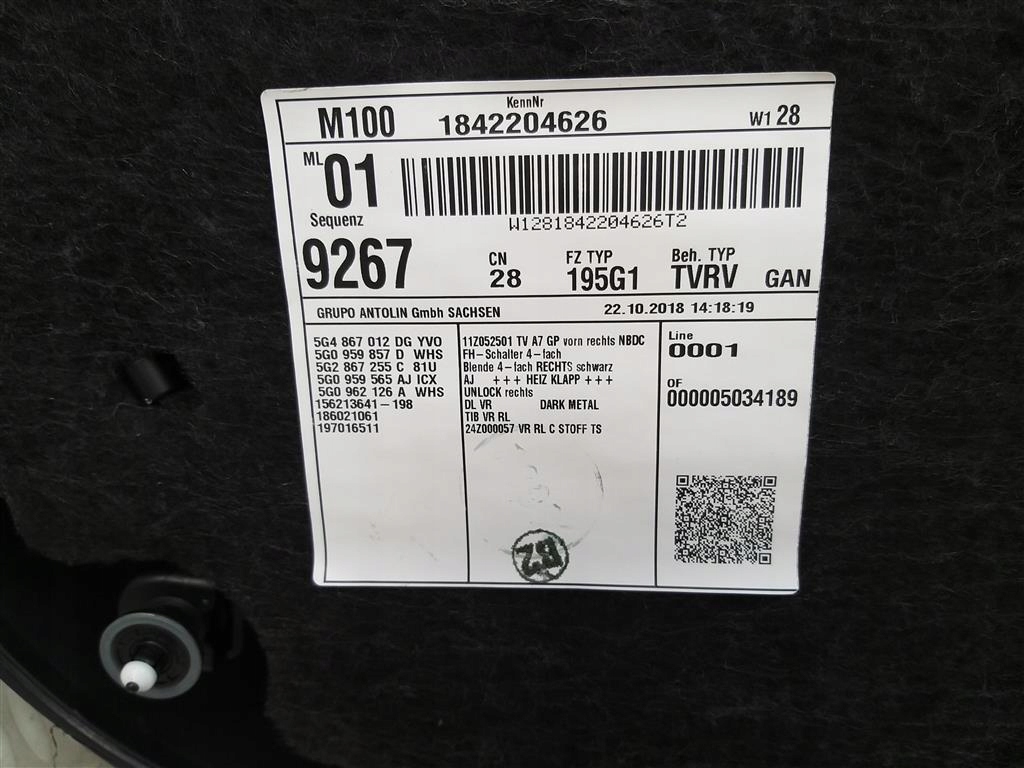 KennNr
M100 1842204626 W1 28
ML 01
W1281842204626T2
Sequenz
9267
CN FZ TYP Beh. TYP
28 195G1 TVRV GAN
GRUPO ANTOLIN Gmbh SACHSEN 22.10.2018 14:18:19
5G4 867 012 DG YVO
5G0 959 857 D WHS
5G2 867 255 C 81U
5G0 959 565 AJ ICX
5G0 962 126 A WHS
156213641-198
186021061
197016511
11Z052501 TV A7 GP vorn rechts NBDC
FH-Schalter 4-fach
Blende 4-fach RECHTS schwarz
AJ +++ HEIZ KLAPP +++
UNLOCK rechts
DL VR DARK METAL
TIB VR RL
24Z000057 VR RL C STOFF TS
Line
0001
OF
000005034189
BZ